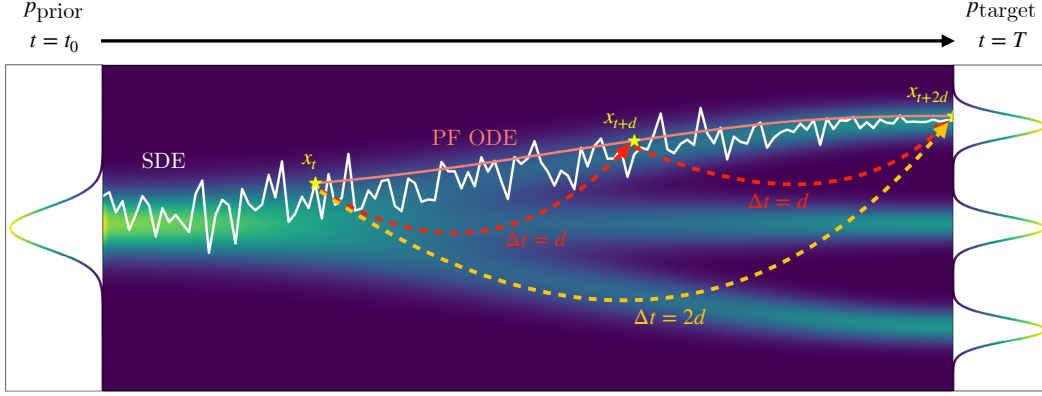 p_prior
t = t_0
p_target
t = T
x_{t+2d}
x_{t+d}
PF ODE
SDE
x_t
Δt = d
Δt = d
Δt = 2d